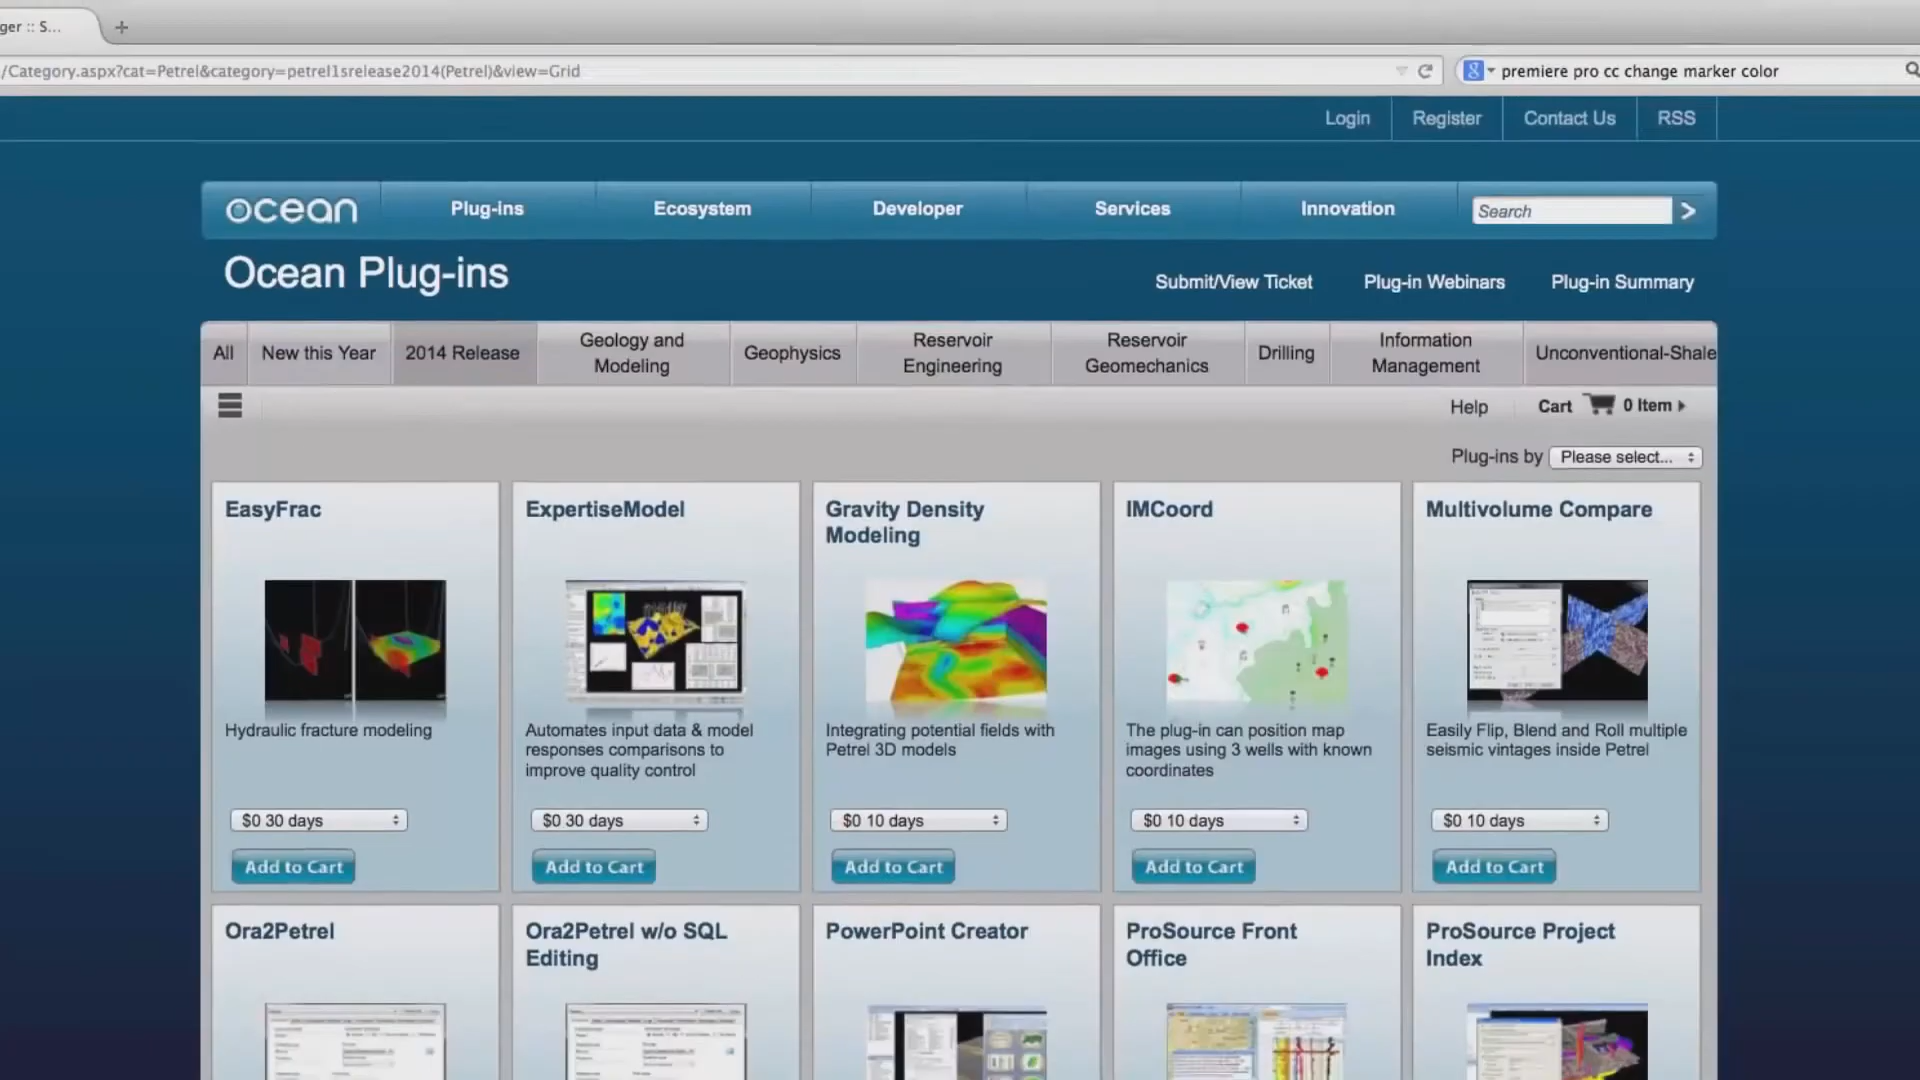 ger :: S...
/Category.aspx?cat=Petrel&category=petrel1srelease2014(Petrel)&view=Grid
premiere pro cc change marker color
Login
Register
Contact Us
RSS
ocean
Plug-ins
Ecosystem
Developer
Services
Innovation
Search
Ocean Plug-ins
Submit/View Ticket
Plug-in Webinars
Plug-in Summary
All
New this Year
2014 Release
Geology and
Modeling
Geophysics
Reservoir
Engineering
Reservoir
Geomechanics
Drilling
Information
Management
Unconventional-Shale
Help
Cart
0 Item
Plug-ins by
Please select...
EasyFrac
Hydraulic fracture modeling
$0 30 days
Add to Cart
ExpertiseModel
Automates input data & model
responses comparisons to
improve quality control
$0 30 days
Add to Cart
Gravity Density
Modeling
Integrating potential fields with
Petrel 3D models
$0 10 days
Add to Cart
IMCoord
The plug-in can position map
images using 3 wells with known
coordinates
$0 10 days
Add to Cart
Multivolume Compare
Easily Flip, Blend and Roll multiple
seismic vintages inside Petrel
$0 10 days
Add to Cart
Ora2Petrel
Ora2Petrel w/o SQL
Editing
PowerPoint Creator
ProSource Front
Office
ProSource Project
Index